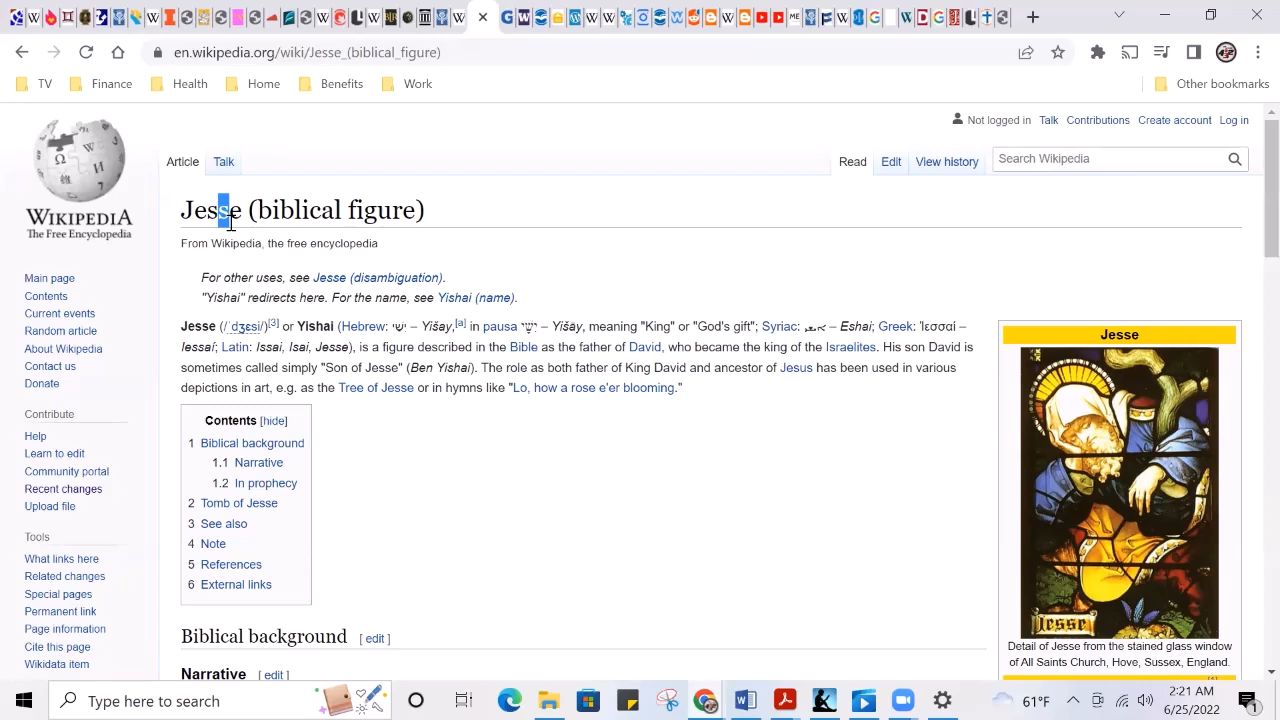 en.wikipedia.org/wiki/Jesse_(biblical_figure)
TV Finance Health Home Benefits Work Other bookmarks
Not logged in Talk Contributions Create account Log in
Article Talk Read Edit View history Search Wikipedia
WIKIPEDIA
The Free Encyclopedia
Jesse (biblical figure)
From Wikipedia, the free encyclopedia
For other uses, see Jesse (disambiguation).
"Yishai" redirects here. For the name, see Yishai (name).
Jesse (/ˈdʒɛsi/)[3] or Yishai (Hebrew: יִשַׁי – Yīšay,[a] in pausa יִשָׁי – Yīšāy, meaning "King" or "God's gift"; Syriac: – Eshai; Greek: Ἰεσσαί –
Iessaí; Latin: Issai, Isai, Jesse), is a figure described in the Bible as the father of David, who became the king of the Israelites. His son David is
sometimes called simply "Son of Jesse" (Ben Yishai). The role as both father of King David and ancestor of Jesus has been used in various
depictions in art, e.g. as the Tree of Jesse or in hymns like "Lo, how a rose e'er blooming."
Contents [hide]
1 Biblical background
1.1 Narrative
1.2 In prophecy
2 Tomb of Jesse
3 See also
4 Note
5 References
6 External links
Biblical background [ edit ]
Narrative [ edit ]
Main page
Contents
Current events
Random article
About Wikipedia
Contact us
Donate
Contribute
Help
Learn to edit
Community portal
Recent changes
Upload file
Tools
What links here
Related changes
Special pages
Permanent link
Page information
Cite this page
Wikidata item
Jesse
Jesse
Detail of Jesse from the stained glass window
of All Saints Church, Hove, Sussex, England.
Type here to search
61°F
2:21 AM
6/25/2022
1